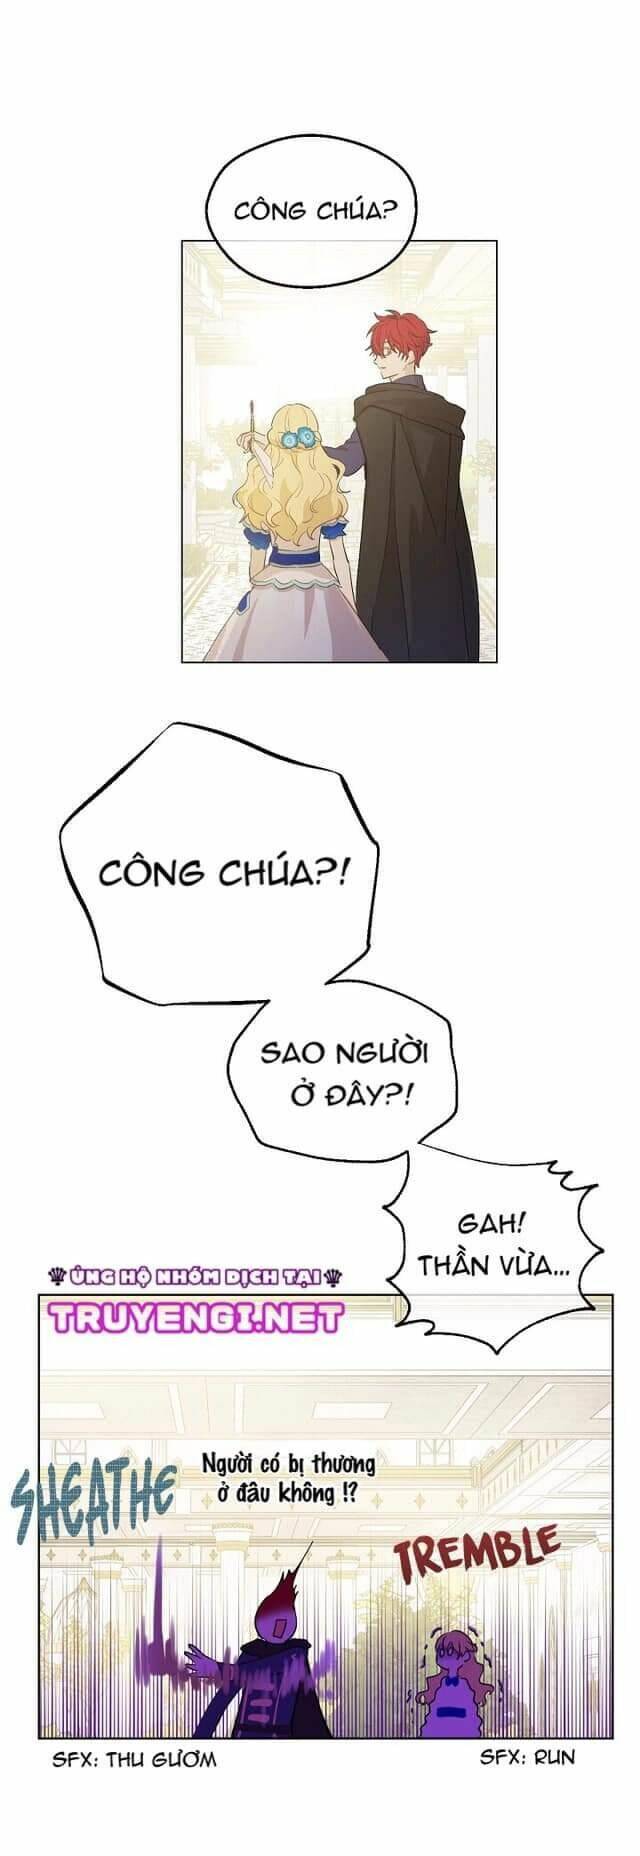 CÔNG CHÚA?
CÔNG CHÚA?!
SAO NGƯỜI
Ở ĐÂY?!
GAH!
THẦN VỪA...
ỦNG HỘ NHÓM DỊCH TẠI
TRUYENGI.NET
SHEATHE
Người có bị thương
ở đâu không !?
TREMBLE
SFX: THU GƯƠM
SFX: RUN